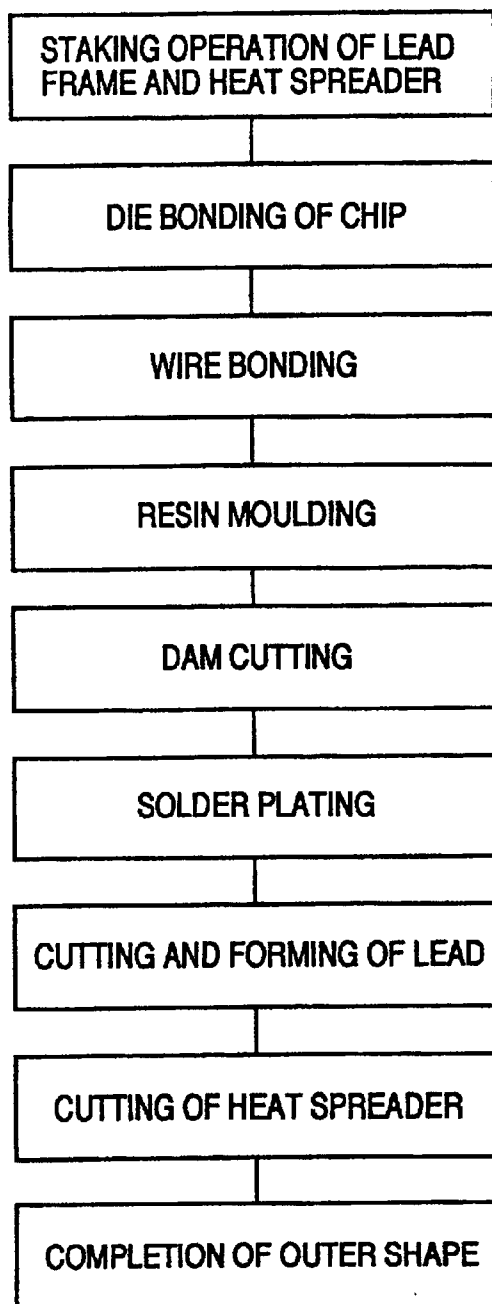 STAKING OPERATION OF LEAD
FRAME AND HEAT SPREADER
DIE BONDING OF CHIP
WIRE BONDING
RESIN MOULDING
DAM CUTTING
SOLDER PLATING
CUTTING AND FORMING OF LEAD
CUTTING OF HEAT SPREADER
COMPLETION OF OUTER SHAPE